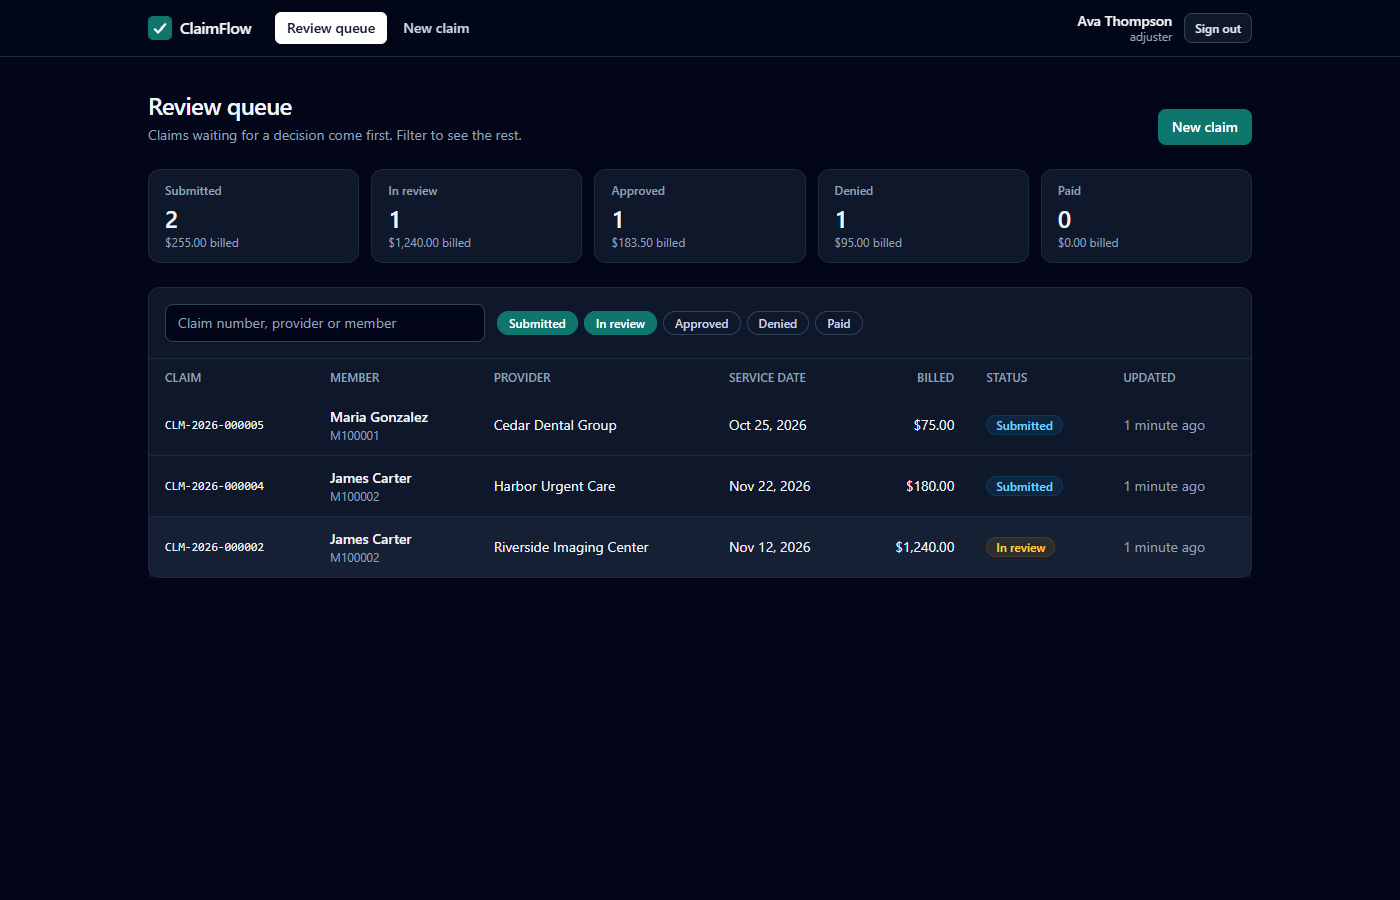 ClaimFlow
Review queue
New claim
Ava Thompson
adjuster
Sign out
Review queue
Claims waiting for a decision come first. Filter to see the rest.
New claim
Submitted
2
$255.00 billed
In review
1
$1,240.00 billed
Approved
1
$183.50 billed
Denied
1
$95.00 billed
Paid
0
$0.00 billed
Claim number, provider or member
Submitted
In review
Approved
Denied
Paid
CLAIM MEMBER PROVIDER SERVICE DATE BILLED STATUS UPDATED
CLM-2026-000005 Maria Gonzalez Cedar Dental Group Oct 25, 2026 $75.00 Submitted 1 minute ago
M100001
CLM-2026-000004 James Carter Harbor Urgent Care Nov 22, 2026 $180.00 Submitted 1 minute ago
M100002
CLM-2026-000002 James Carter Riverside Imaging Center Nov 12, 2026 $1,240.00 In review 1 minute ago
M100002